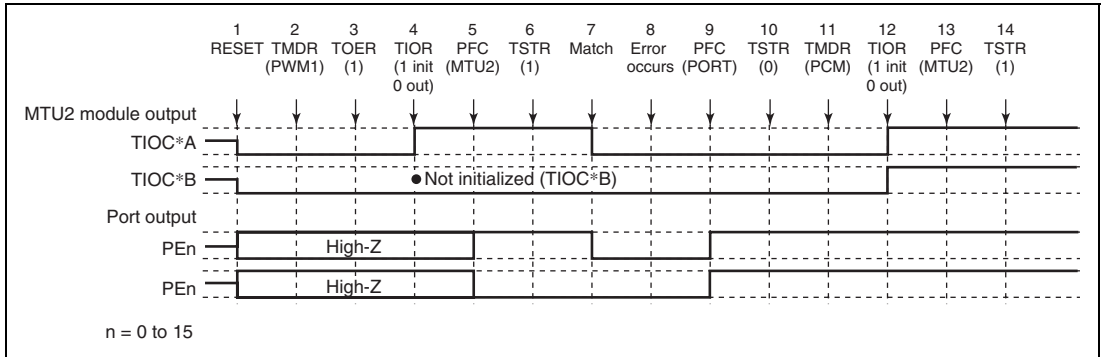 1 2 3 4 5 6 7 8 9 10 11 12 13 14
RESET TMDR TOER TIOR PFC TSTR Match Error PFC TSTR TMDR TIOR PFC TSTR
(PWM1) (1) (1 init (MTU2) (1) occurs (PORT) (0) (PCM) (1 init (MTU2) (1)
0 out) 0 out)
MTU2 module output
TIOC*A
TIOC*B Not initialized (TIOC*B)
Port output
PEn High-Z
PEn High-Z
n = 0 to 15